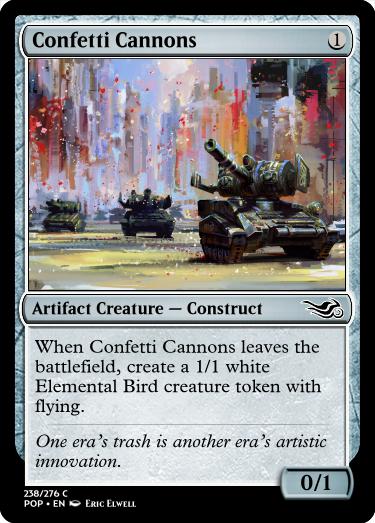 Confetti Cannons 1
Artifact Creature — Construct
When Confetti Cannons leaves the
battlefield, create a 1/1 white
Elemental Bird creature token with
flying.
One era's trash is another era's artistic
innovation.
0/1
238/276 C
POP • EN Eric Elwell